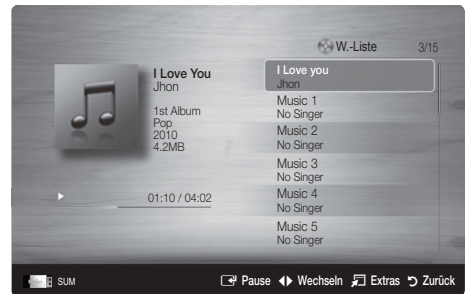 W.-Liste 3/15
I Love You
Jhon
1st Album
Pop
2010
4.2MB
01:10 / 04:02
I Love you
Jhon
Music 1
No Singer
Music 2
No Singer
Music 3
No Singer
Music 4
No Singer
Music 5
No Singer
SUM Pause Wechseln Extras Zurück